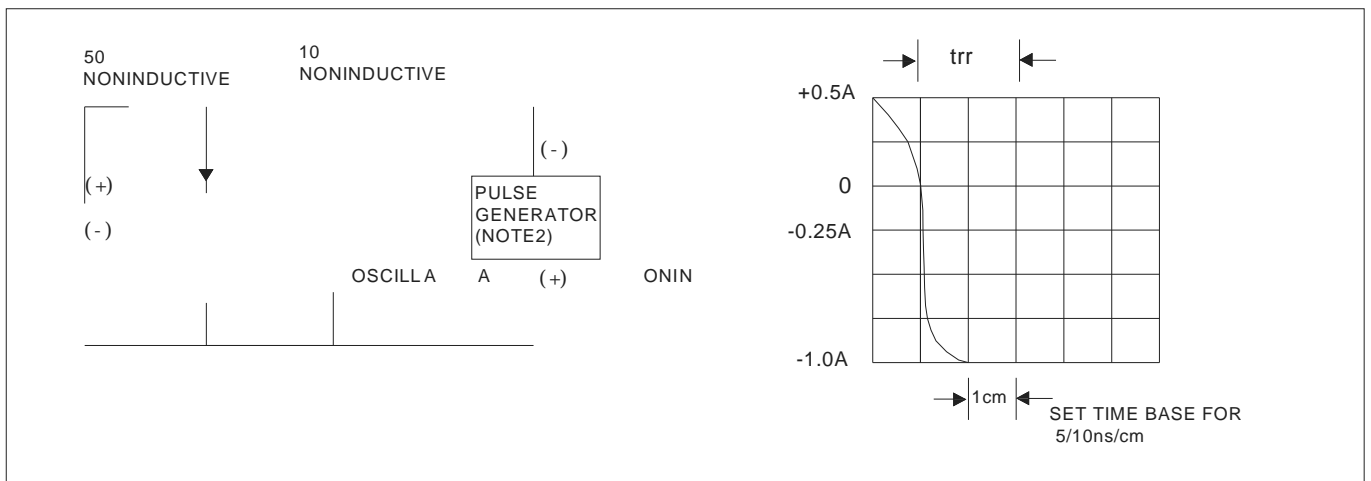 50
NONINDUCTIVE
10
NONINDUCTIVE
(+)
(-)
(-)
PULSE
GENERATOR
(NOTE2)
OSCILLA A (+) ONIN
trr
+0.5A
0
-0.25A
-1.0A
1cm
SET TIME BASE FOR
5/10ns/cm